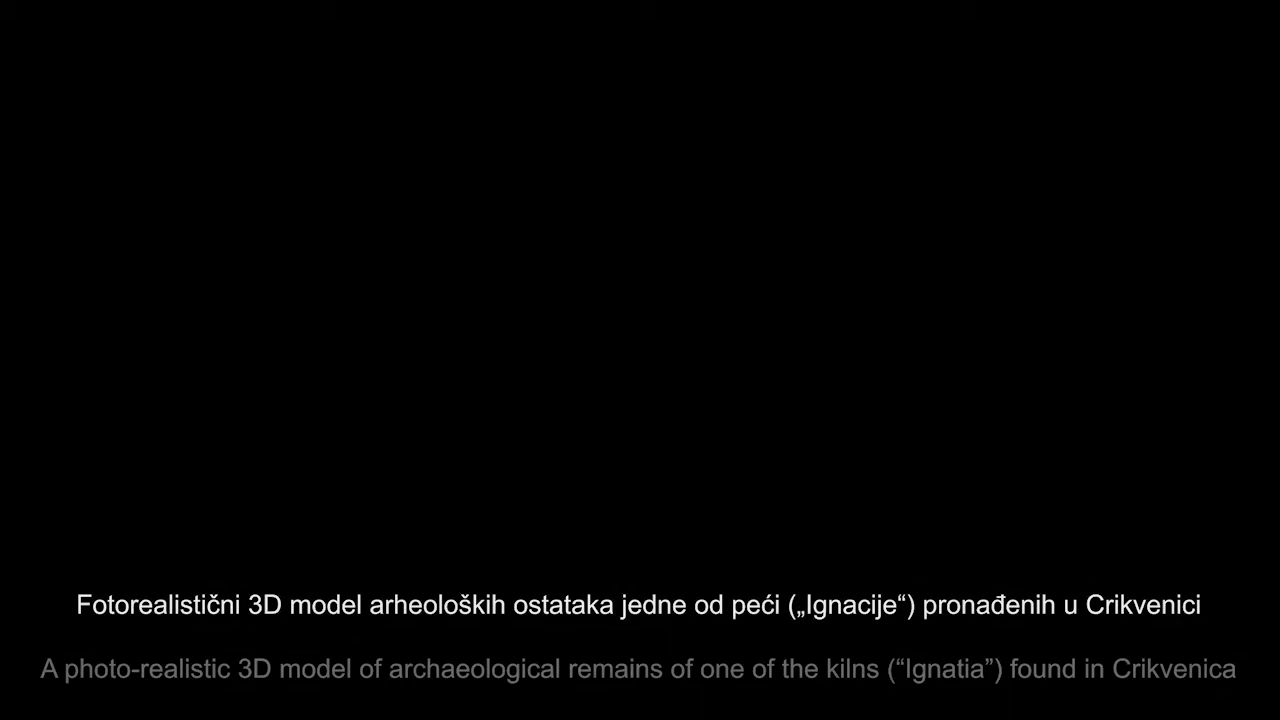 Fotorealistični 3D model arheoloških ostataka jedne od peći („Ignacije“) pronađenih u Crikvenici
A photo-realistic 3D model of archaeological remains of one of the kilns (“Ignatia”) found in Crikvenica